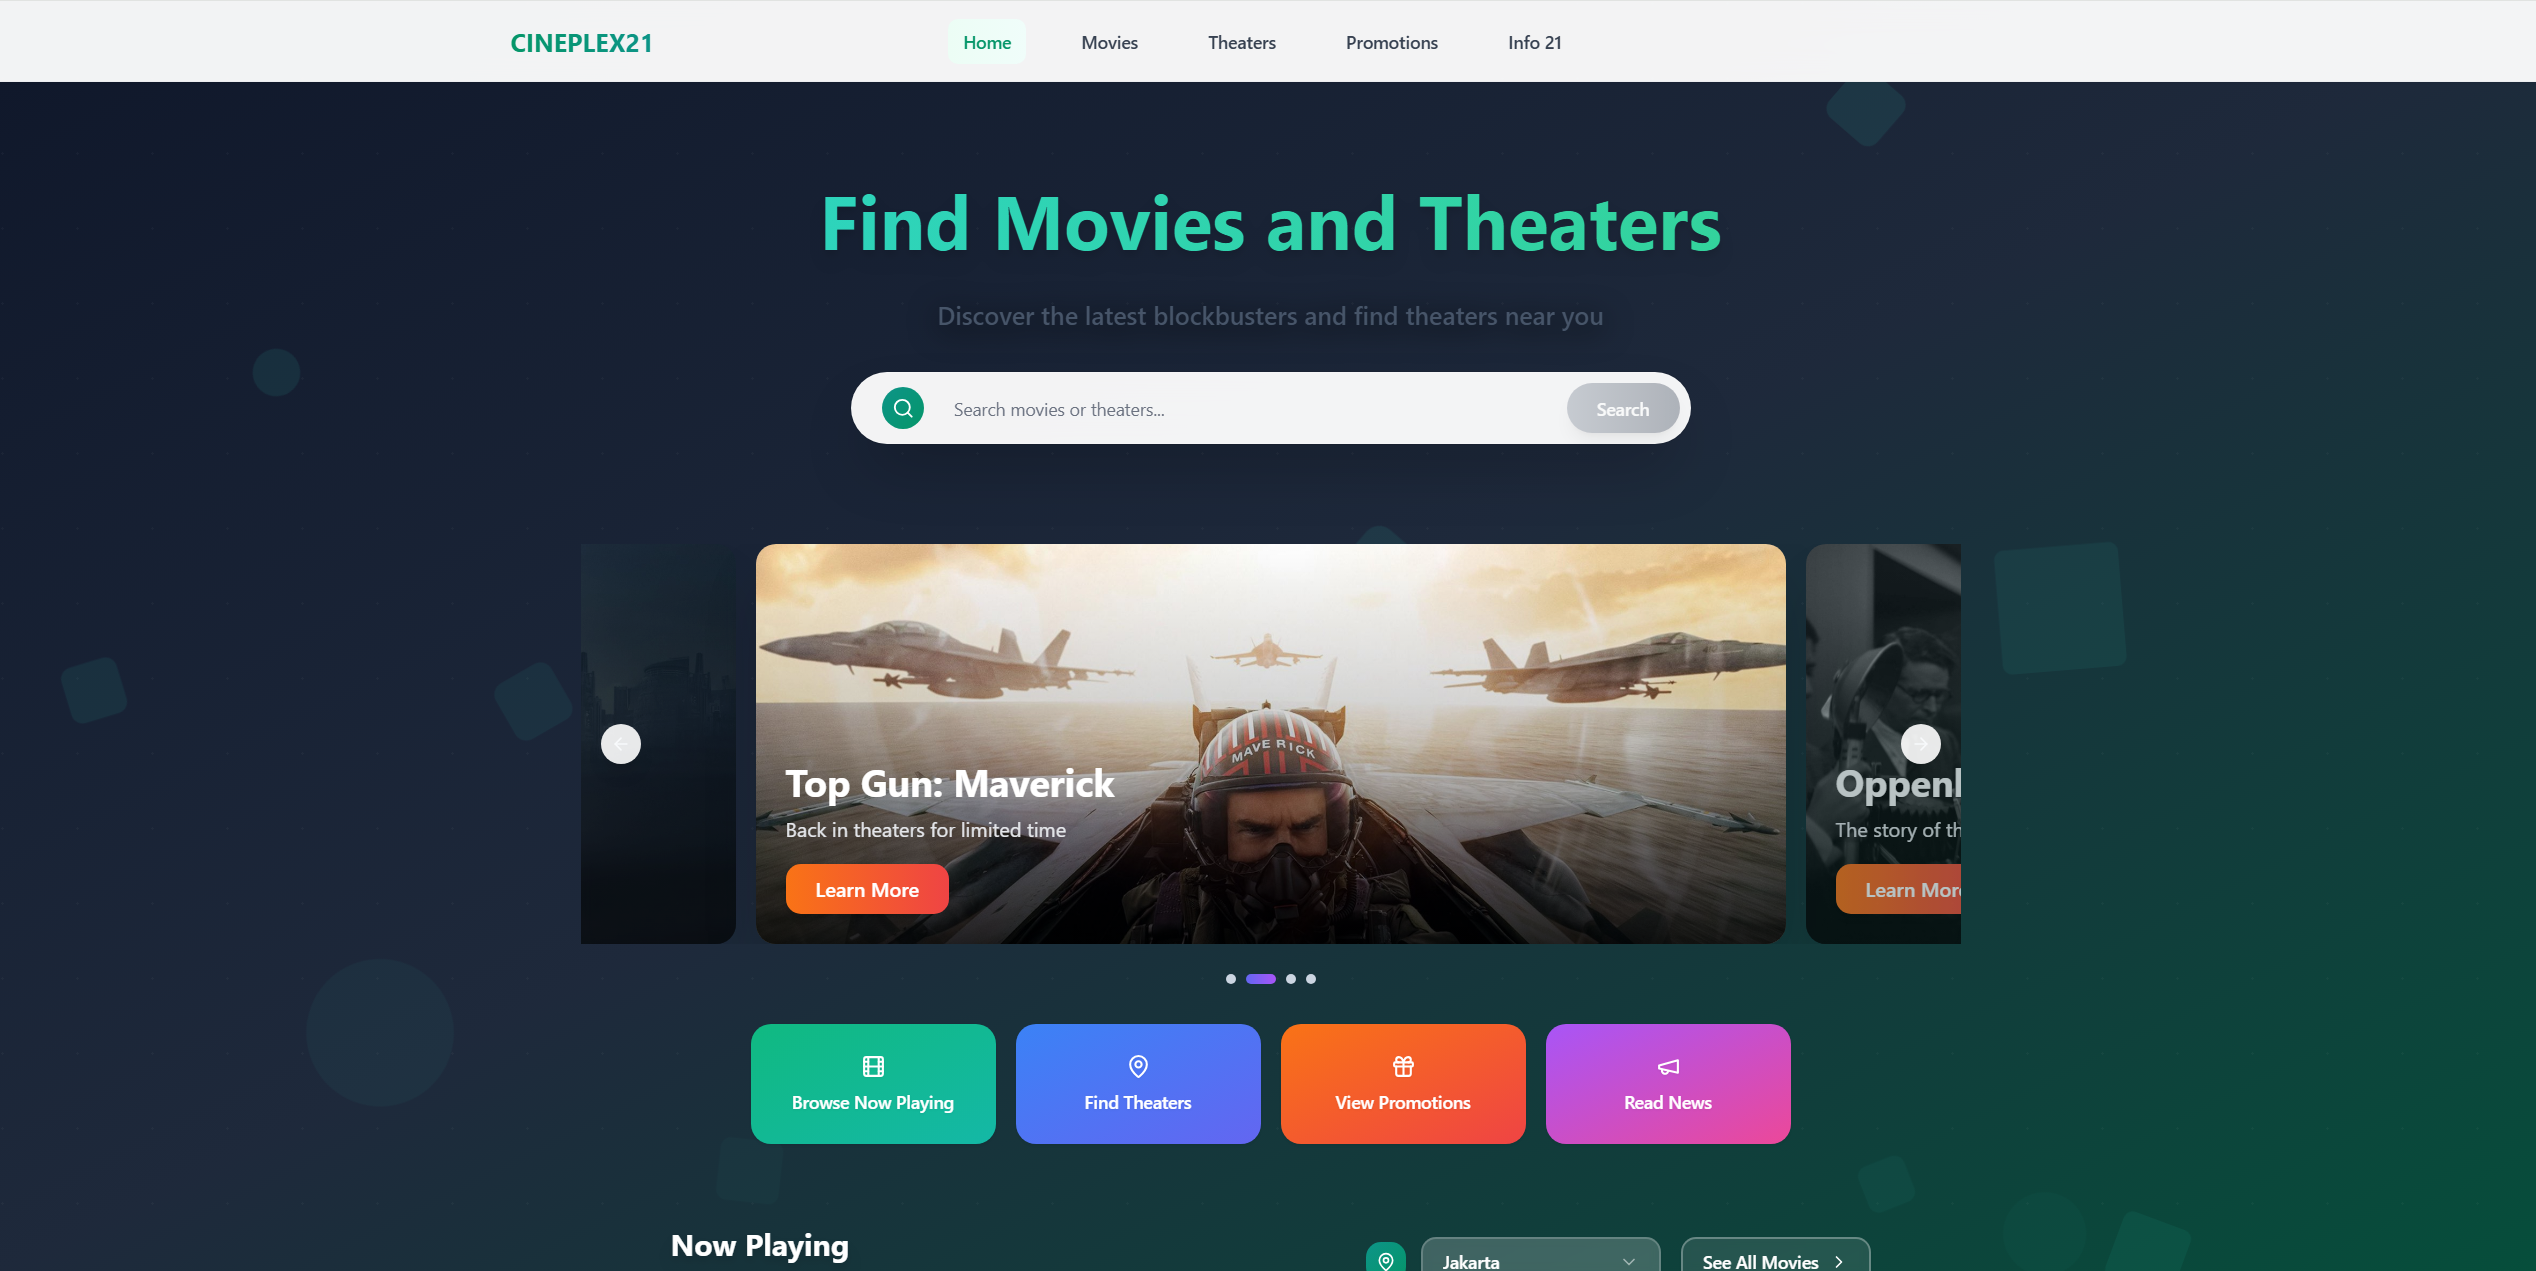 CINEPLEX21
Home
Movies
Theaters
Promotions
Info 21
Find Movies and Theaters
Discover the latest blockbusters and find theaters near you
Search movies or theaters...
Search
MAVERICK
Top Gun: Maverick
Back in theaters for limited time
Learn More
Oppenh
The story of th
Learn More
Browse Now Playing
Find Theaters
View Promotions
Read News
Now Playing
Jakarta
See All Movies